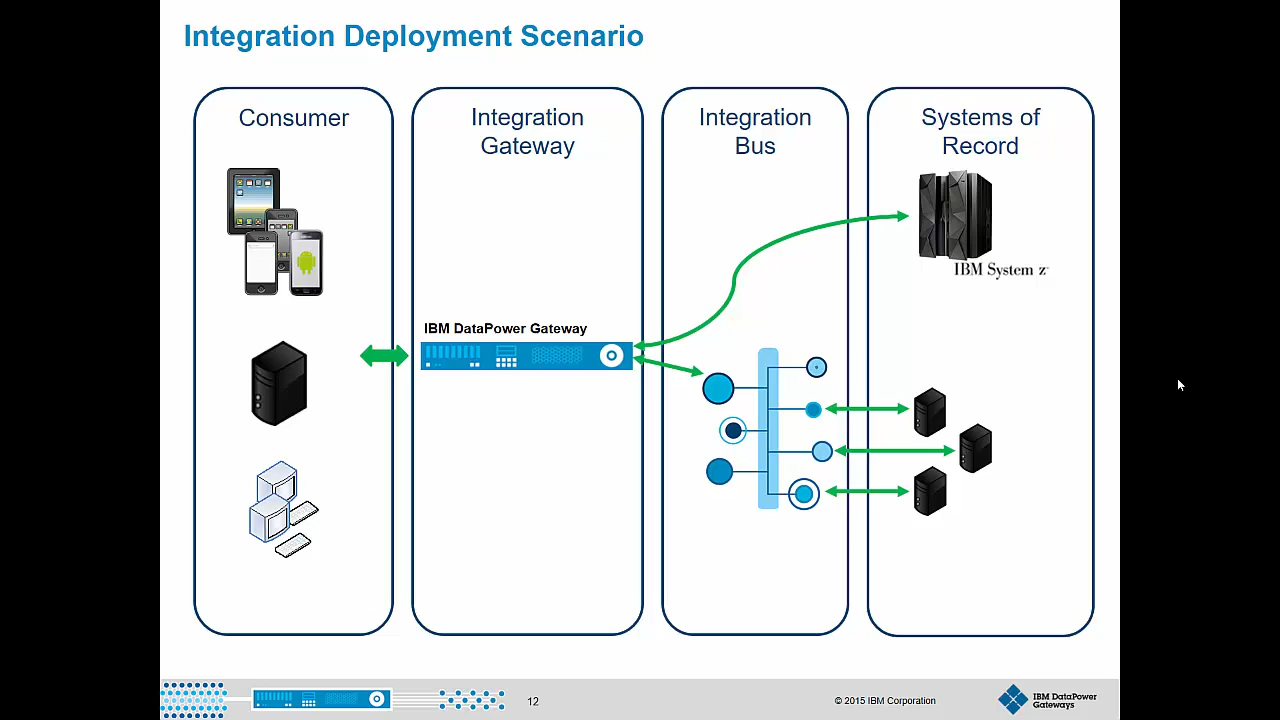 Integration Deployment Scenario
Consumer
Integration
Gateway
Integration
Bus
Systems of
Record
IBM System z
IBM DataPower Gateway
12
© 2015 IBM Corporation
IBM DataPower
Gateways